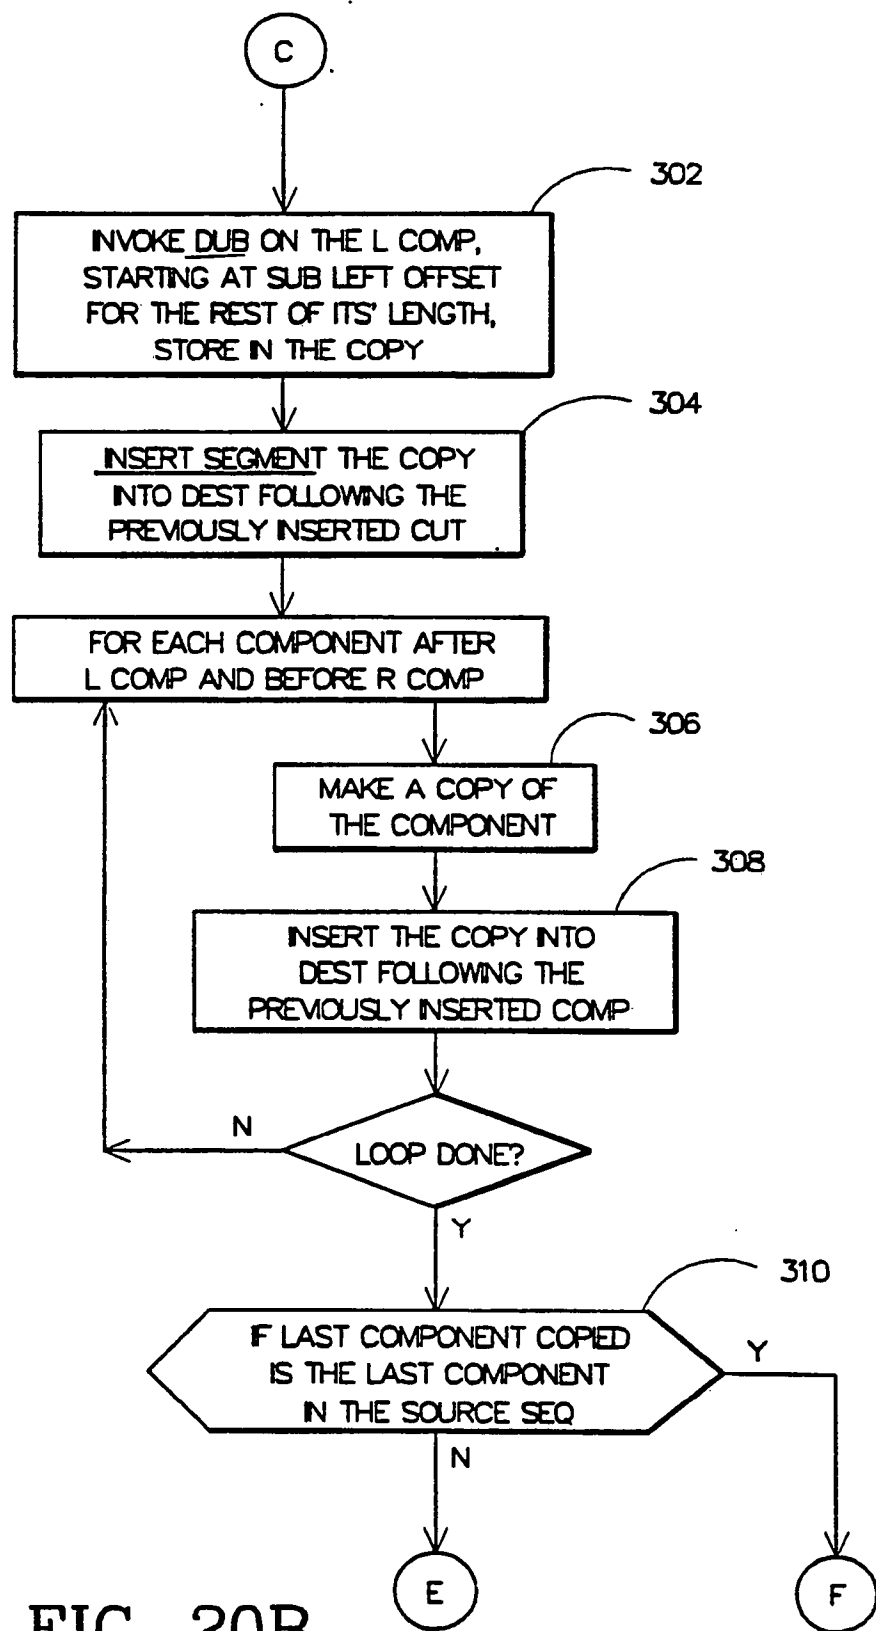 C
302
INVOKE DUB ON THE L COMP,
STARTING AT SUB LEFT OFFSET
FOR THE REST OF ITS' LENGTH,
STORE IN THE COPY
304
INSERT SEGMENT THE COPY
INTO DEST FOLLOWING THE
PREVIOUSLY INSERTED CUT
FOR EACH COMPONENT AFTER
L COMP AND BEFORE R COMP
306
MAKE A COPY OF
THE COMPONENT
308
INSERT THE COPY INTO
DEST FOLLOWING THE
PREVIOUSLY INSERTED COMP
N
LOOP DONE?
Y
310
IF LAST COMPONENT COPIED
IS THE LAST COMPONENT
IN THE SOURCE SEQ
Y
N
E
F
FIG. 20B